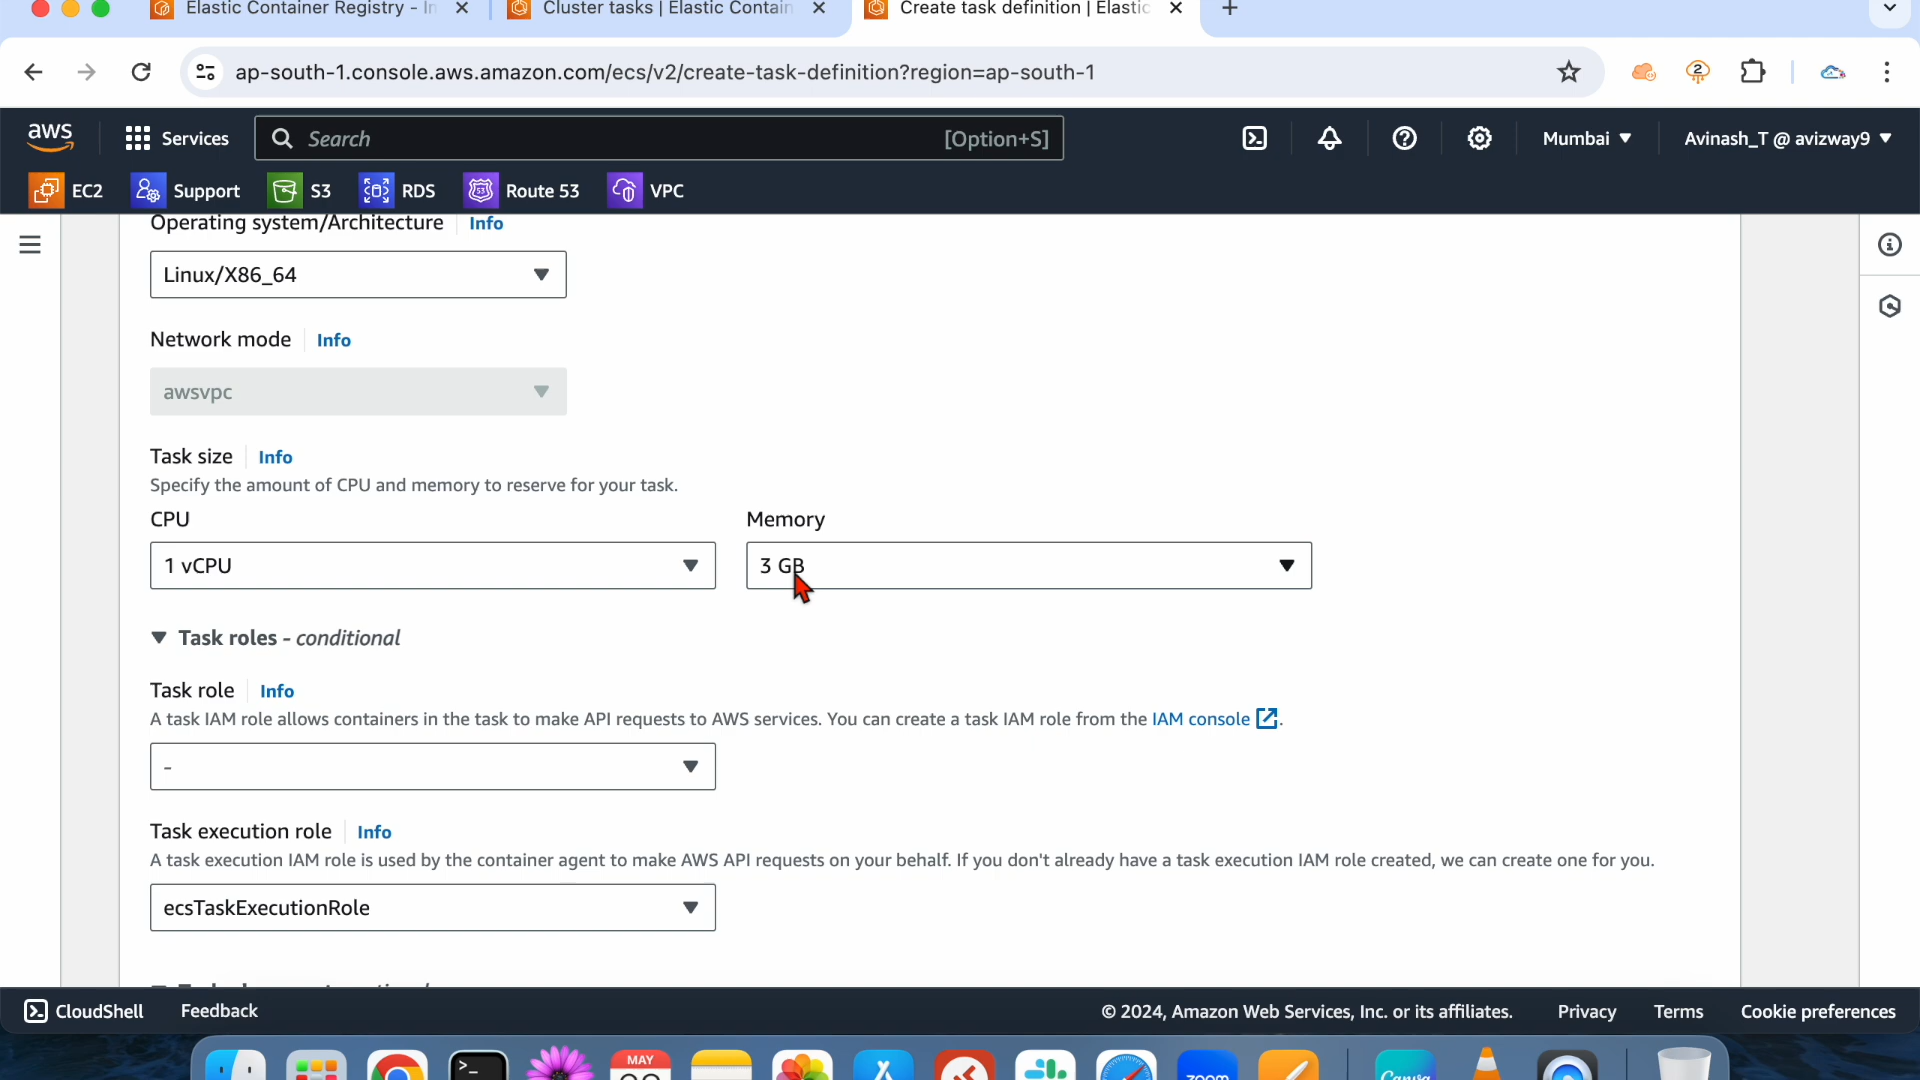 Elastic Container Registry - In
Cluster tasks | Elastic Contain
Create task definition | Elastic
ap-south-1.console.aws.amazon.com/ecs/v2/create-task-definition?region=ap-south-1
2
aws
Services
Search
[Option+S]
Mumbai
Avinash_T @ avizway9
EC2
Support
S3
RDS
53
Route 53
VPC
Operating system/Architecture
Info
Linux/X86_64
Network mode
Info
awsvpc
Task size
Info
Specify the amount of CPU and memory to reserve for your task.
CPU
Memory
1 vCPU
3 GB
Task roles - conditional
Task role
Info
A task IAM role allows containers in the task to make API requests to AWS services. You can create a task IAM role from the IAM console.
-
Task execution role
Info
A task execution IAM role is used by the container agent to make AWS API requests on your behalf. If you don't already have a task execution IAM role created, we can create one for you.
ecsTaskExecutionRole
CloudShell
Feedback
© 2024, Amazon Web Services, Inc. or its affiliates.
Privacy
Terms
Cookie preferences
MAY
zoom
Canva